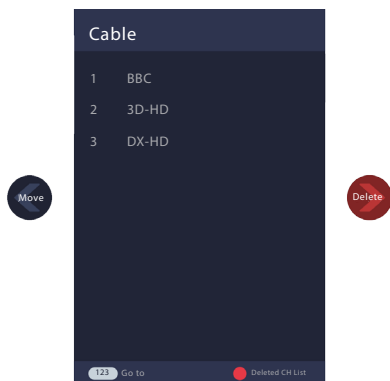 Cable
1 BBC
2 3D-HD
3 DX-HD
Move
Delete
123 Go to Deleted CH List